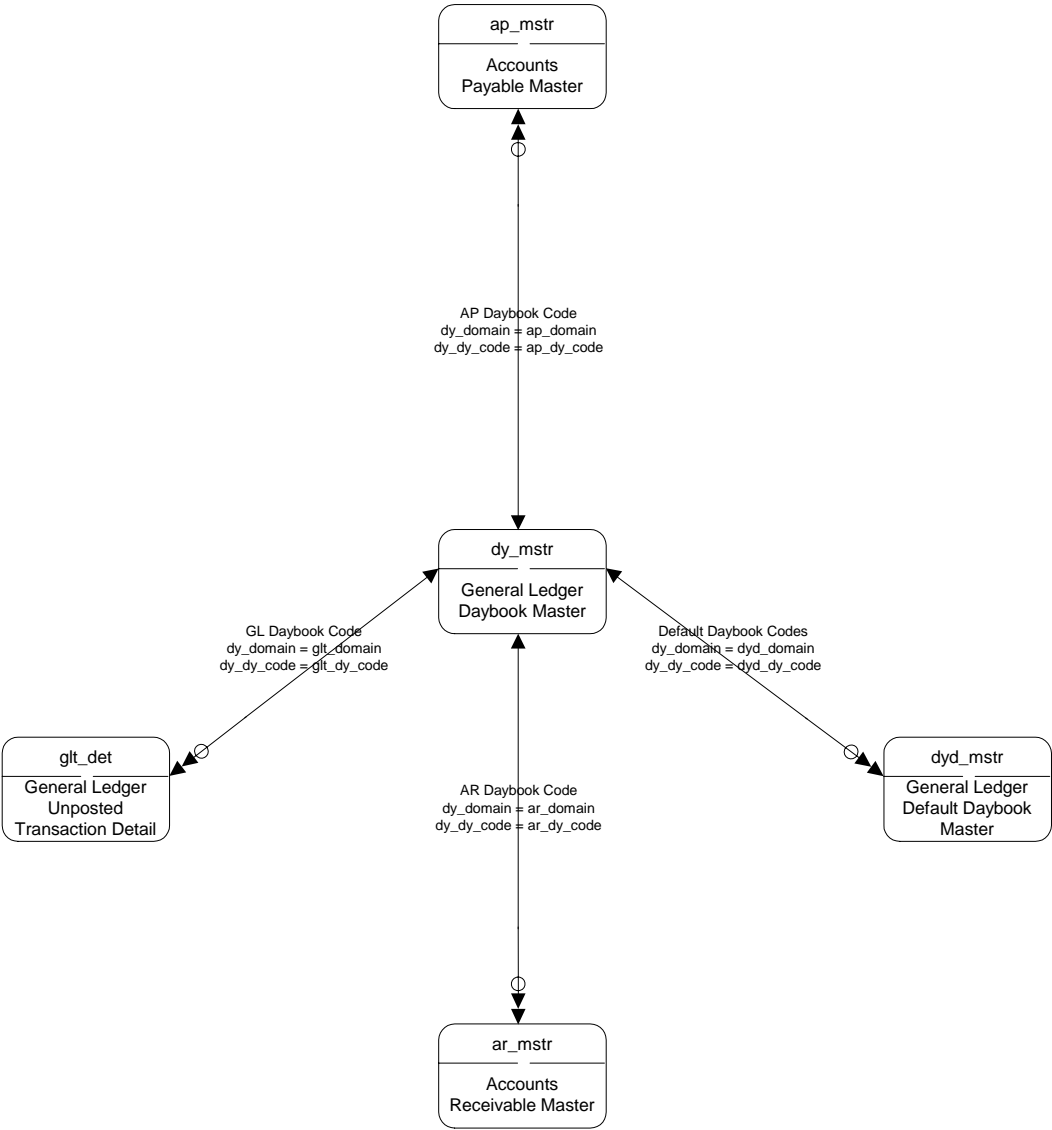 ap_mstr
Accounts
Payable Master
AP Daybook Code
dy_domain = ap_domain
dy_dy_code = ap_dy_code
dy_mstr
General Ledger
Daybook Master
GL Daybook Code
dy_domain = glt_domain
dy_dy_code = glt_dy_code
Default Daybook Codes
dy_domain = dyd_domain
dy_dy_code = dyd_dy_code
glt_det
General Ledger
Unposted
Transaction Detail
AR Daybook Code
dy_domain = ar_domain
dy_dy_code = ar_dy_code
dyd_mstr
General Ledger
Default Daybook
Master
ar_mstr
Accounts
Receivable Master